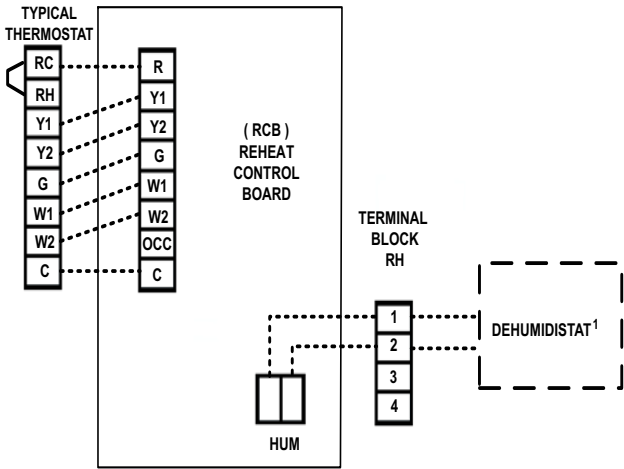 TYPICAL
THERMOSTAT
RC
RH
Y1
Y2
G
W1
W2
C
R
Y1
Y2
G
W1
W2
OCC
C
( RCB )
REHEAT
CONTROL
BOARD
HUM
TERMINAL
BLOCK
RH
1
2
3
4
DEHUMIDISTAT¹